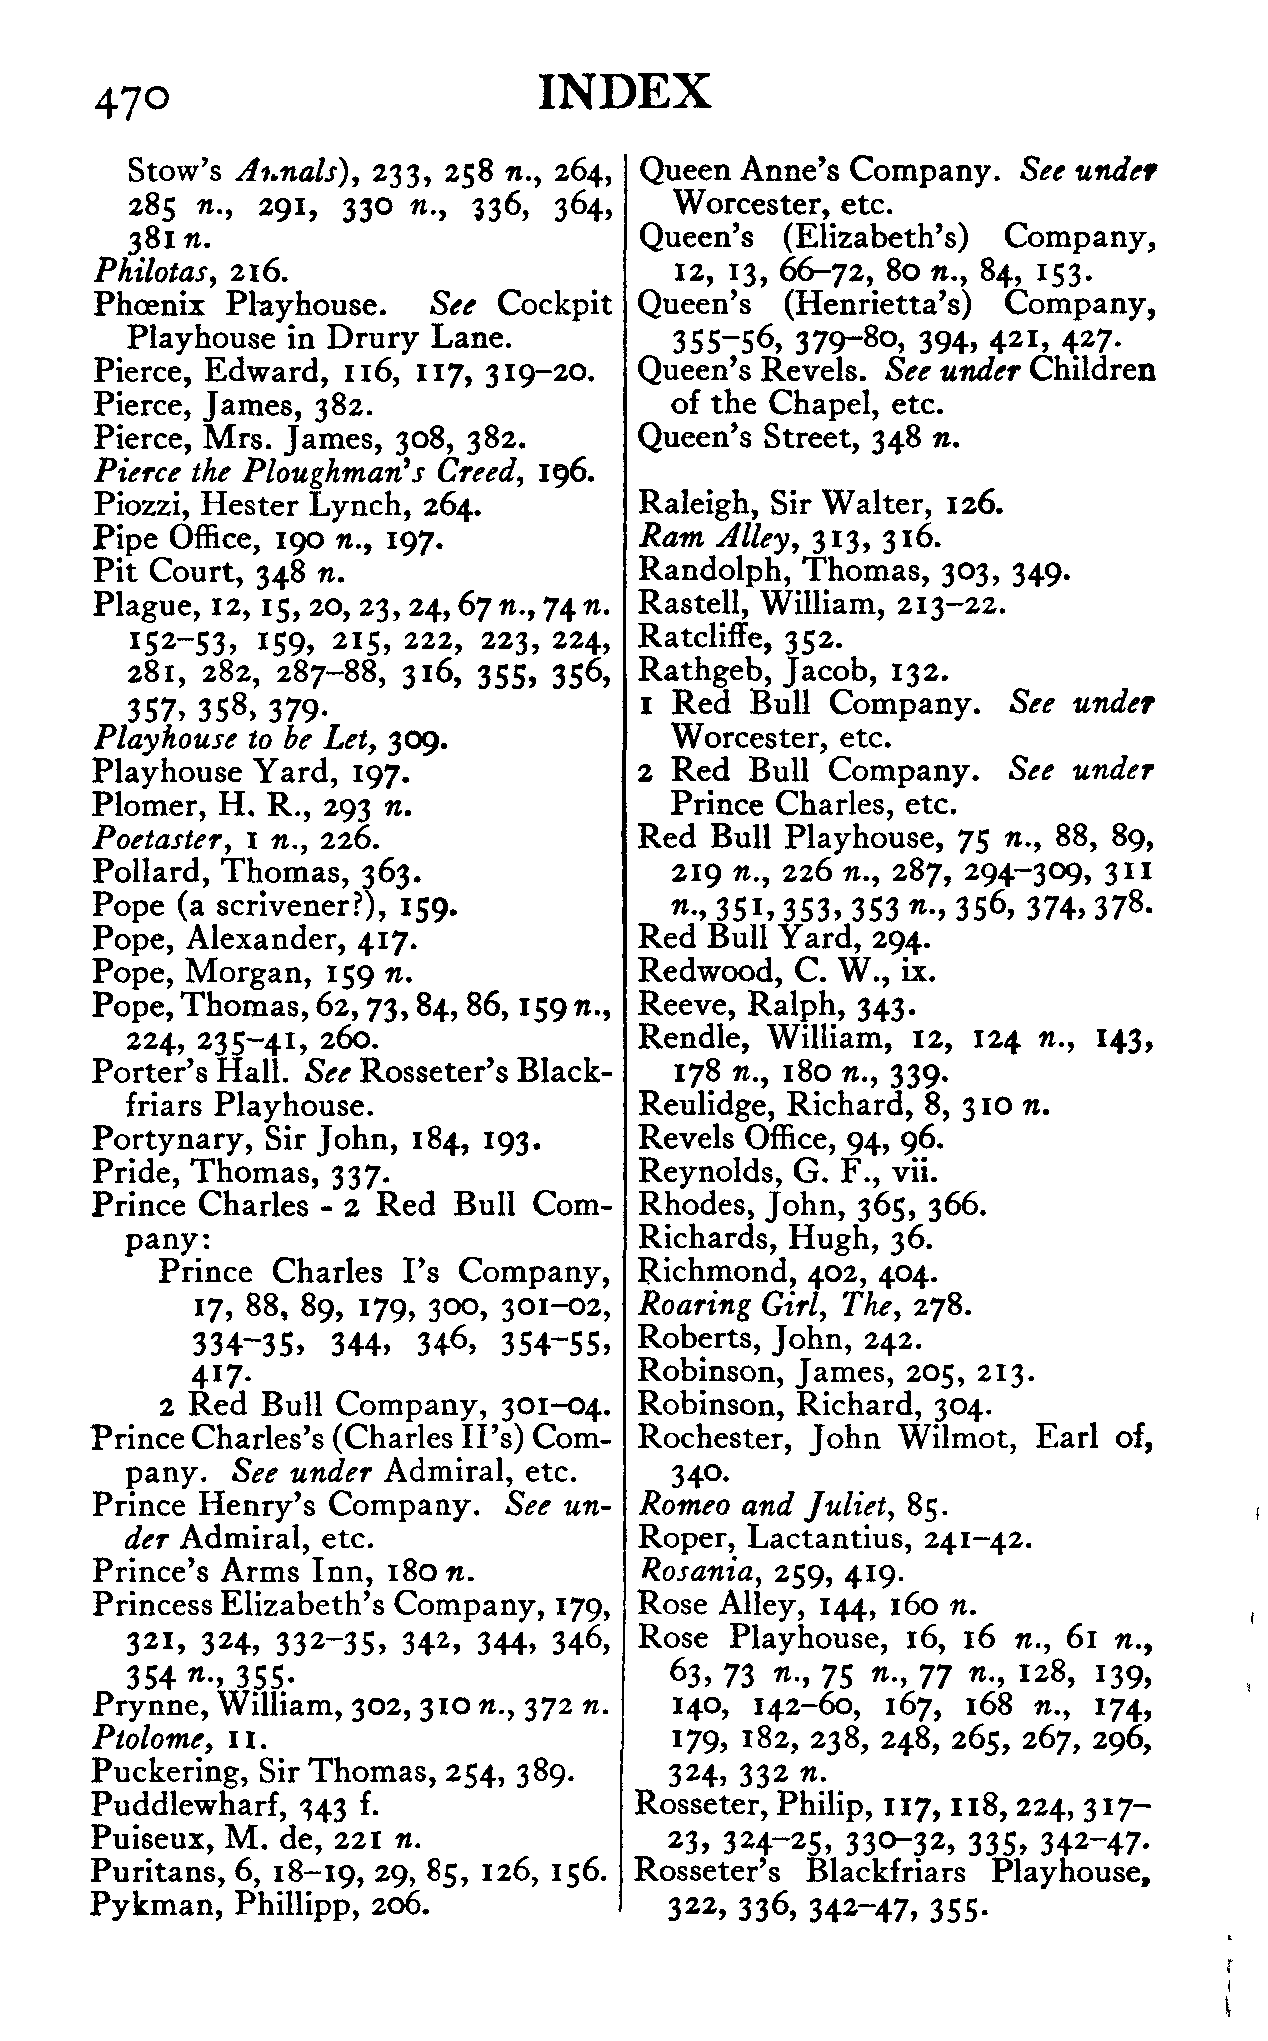 470
INDEX
Stow's Annals), 233, 258 n., 264,
285 n., 291, 330 n., 336, 364,
381 n.
Philotas, 216.
Phœnix Playhouse. See Cockpit
Playhouse in Drury Lane.
Pierce, Edward, 116, 117, 319–20.
Pierce, James, 382.
Pierce, Mrs. James, 308, 382.
Pierce the Ploughman's Creed, 196.
Piozzi, Hester Lynch, 264.
Pipe Office, 190 n., 197.
Pit Court, 348 n.
Plague, 12, 15, 20, 23, 24, 67 n., 74 n.
152–53, 159, 215, 222, 223, 224,
281, 282, 287–88, 316, 355, 356,
357, 358, 379.
Playhouse to be Let, 309.
Playhouse Yard, 197.
Plomer, H. R., 293 n.
Poetaster, 1 n., 226.
Pollard, Thomas, 363.
Pope (a scrivener?), 159.
Pope, Alexander, 417.
Pope, Morgan, 159 n.
Pope, Thomas, 62, 73, 84, 86, 159 n.,
224, 235–41, 260.
Porter's Hall. See Rosseter's Black-
friars Playhouse.
Portynary, Sir John, 184, 193.
Pride, Thomas, 337.
Prince Charles - 2 Red Bull Com-
pany:
Prince Charles I's Company,
17, 88, 89, 179, 300, 301–02,
334–35, 344, 346, 354–55,
417.
2 Red Bull Company, 301–04.
Prince Charles's (Charles II's) Com-
pany. See under Admiral, etc.
Prince Henry's Company. See un-
der Admiral, etc.
Prince's Arms Inn, 180 n.
Princess Elizabeth's Company, 179,
321, 324, 332–35, 342, 344, 346,
354 n., 355.
Prynne, William, 302, 310 n., 372 n.
Ptolome, 11.
Puckering, Sir Thomas, 254, 389.
Puddlewharf, 343 f.
Puiseux, M. de, 221 n.
Puritans, 6, 18–19, 29, 85, 126, 156.
Pykman, Phillipp, 206.
Queen Anne's Company. See under
Worcester, etc.
Queen's (Elizabeth's) Company,
12, 13, 66–72, 80 n., 84, 153.
Queen's (Henrietta's) Company,
355–56, 379–80, 394, 421, 427.
Queen's Revels. See under Children
of the Chapel, etc.
Queen's Street, 348 n.
Raleigh, Sir Walter, 126.
Ram Alley, 313, 316.
Randolph, Thomas, 303, 349.
Rastell, William, 213–22.
Ratcliffe, 352.
Rathgeb, Jacob, 132.
1 Red Bull Company. See under
Worcester, etc.
2 Red Bull Company. See under
Prince Charles, etc.
Red Bull Playhouse, 75 n., 88, 89,
219 n., 226 n., 287, 294–309, 311
n., 351, 353, 353 n., 356, 374, 378.
Red Bull Yard, 294.
Redwood, C. W., ix.
Reeve, Ralph, 343.
Rendle, William, 12, 124 n., 143,
178 n., 180 n., 339.
Reulidge, Richard, 8, 310 n.
Revels Office, 94, 96.
Reynolds, G. F., vii.
Rhodes, John, 365, 366.
Richards, Hugh, 36.
Richmond, 402, 404.
Roaring Girl, The, 278.
Roberts, John, 242.
Robinson, James, 205, 213.
Robinson, Richard, 304.
Rochester, John Wilmot, Earl of,
340.
Romeo and Juliet, 85.
Roper, Lactantius, 241–42.
Rosania, 259, 419.
Rose Alley, 144, 160 n.
Rose Playhouse, 16, 16 n., 61 n.,
63, 73 n., 75 n., 77 n., 128, 139,
140, 142–60, 167, 168 n., 174,
179, 182, 238, 248, 265, 267, 296,
324, 332 n.
Rosseter, Philip, 117, 118, 224, 317–
23, 324–25, 330–32, 335, 342–47.
Rosseter's Blackfriars Playhouse,
322, 336, 342–47, 355.